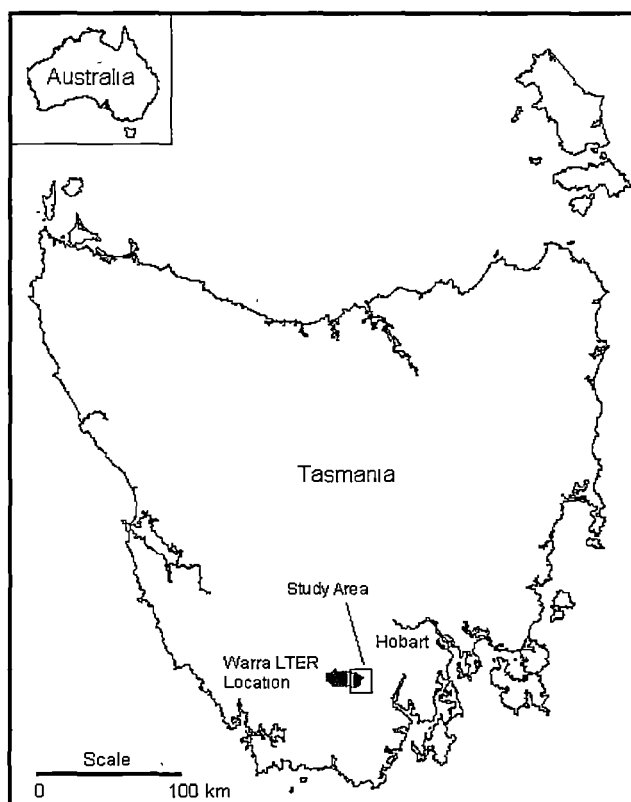 Australia
Tasmania
Study Area
Hobart
Warra LTER
Location
Scale
0 100 km